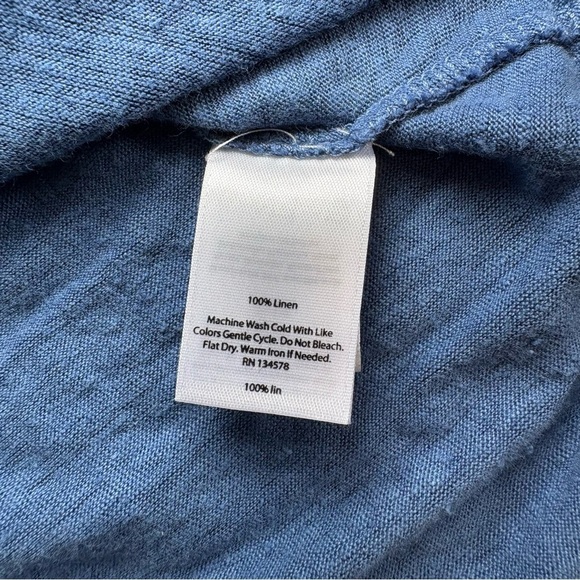 100% Linen
Machine Wash Cold With Like
Colors Gentle Cycle. Do Not Bleach.
Flat Dry. Warm Iron If Needed.
RN 134578
100% lin